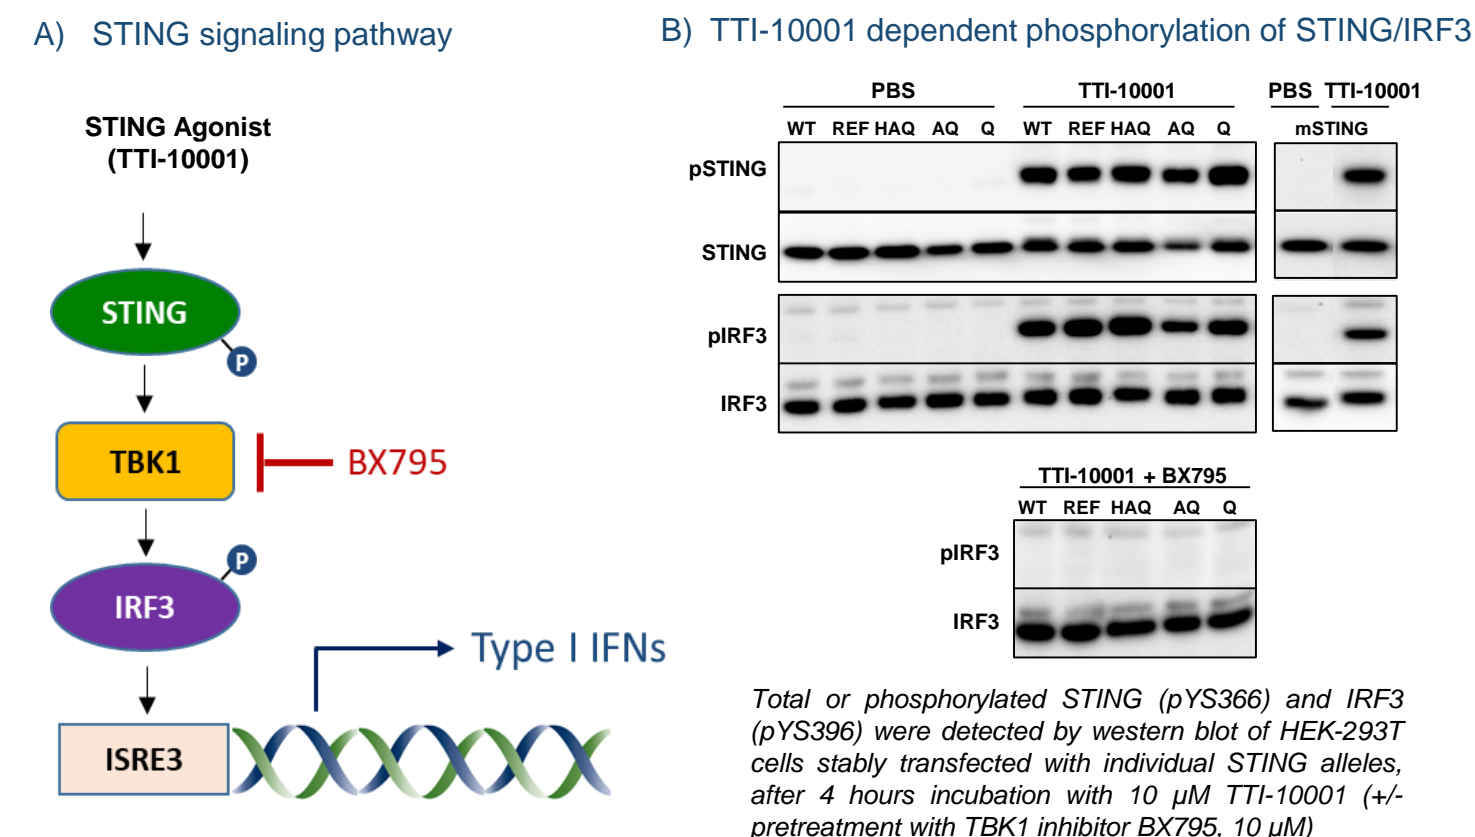 A) STING signaling pathway
STING Agonist
(TTI-10001)
STING
P
TBK1
BX795
P
IRF3
Type I IFNs
ISRE3
B) TTI-10001 dependent phosphorylation of STING/IRF3
PBS TTI-10001 PBS TTI-10001
WT REF HAQ AQ Q WT REF HAQ AQ Q mSTING
pSTING
STING
pIRF3
IRF3
TTI-10001 + BX795
WT REF HAQ AQ Q
pIRF3
IRF3
Total or phosphorylated STING (pYS366) and IRF3
(pYS396) were detected by western blot of HEK-293T
cells stably transfected with individual STING alleles,
after 4 hours incubation with 10 µM TTI-10001 (+/-
pretreatment with TBK1 inhibitor BX795, 10 µM)